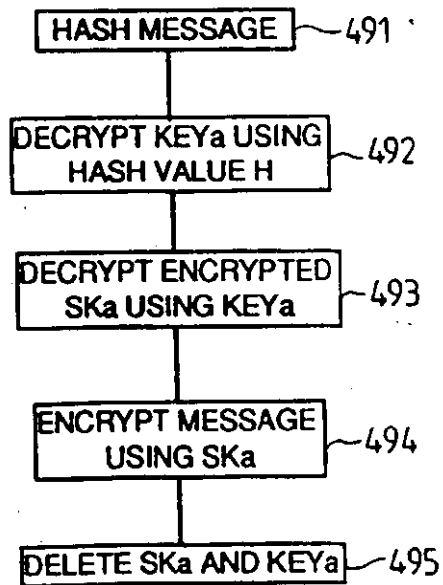 HASH MESSAGE 491
DECRYPT KEYa USING
HASH VALUE H
492
DECRYPT ENCRYPTED
SKa USING KEYa
493
ENCRYPT MESSAGE
USING SKa
494
DELETE SKa AND KEYa 495